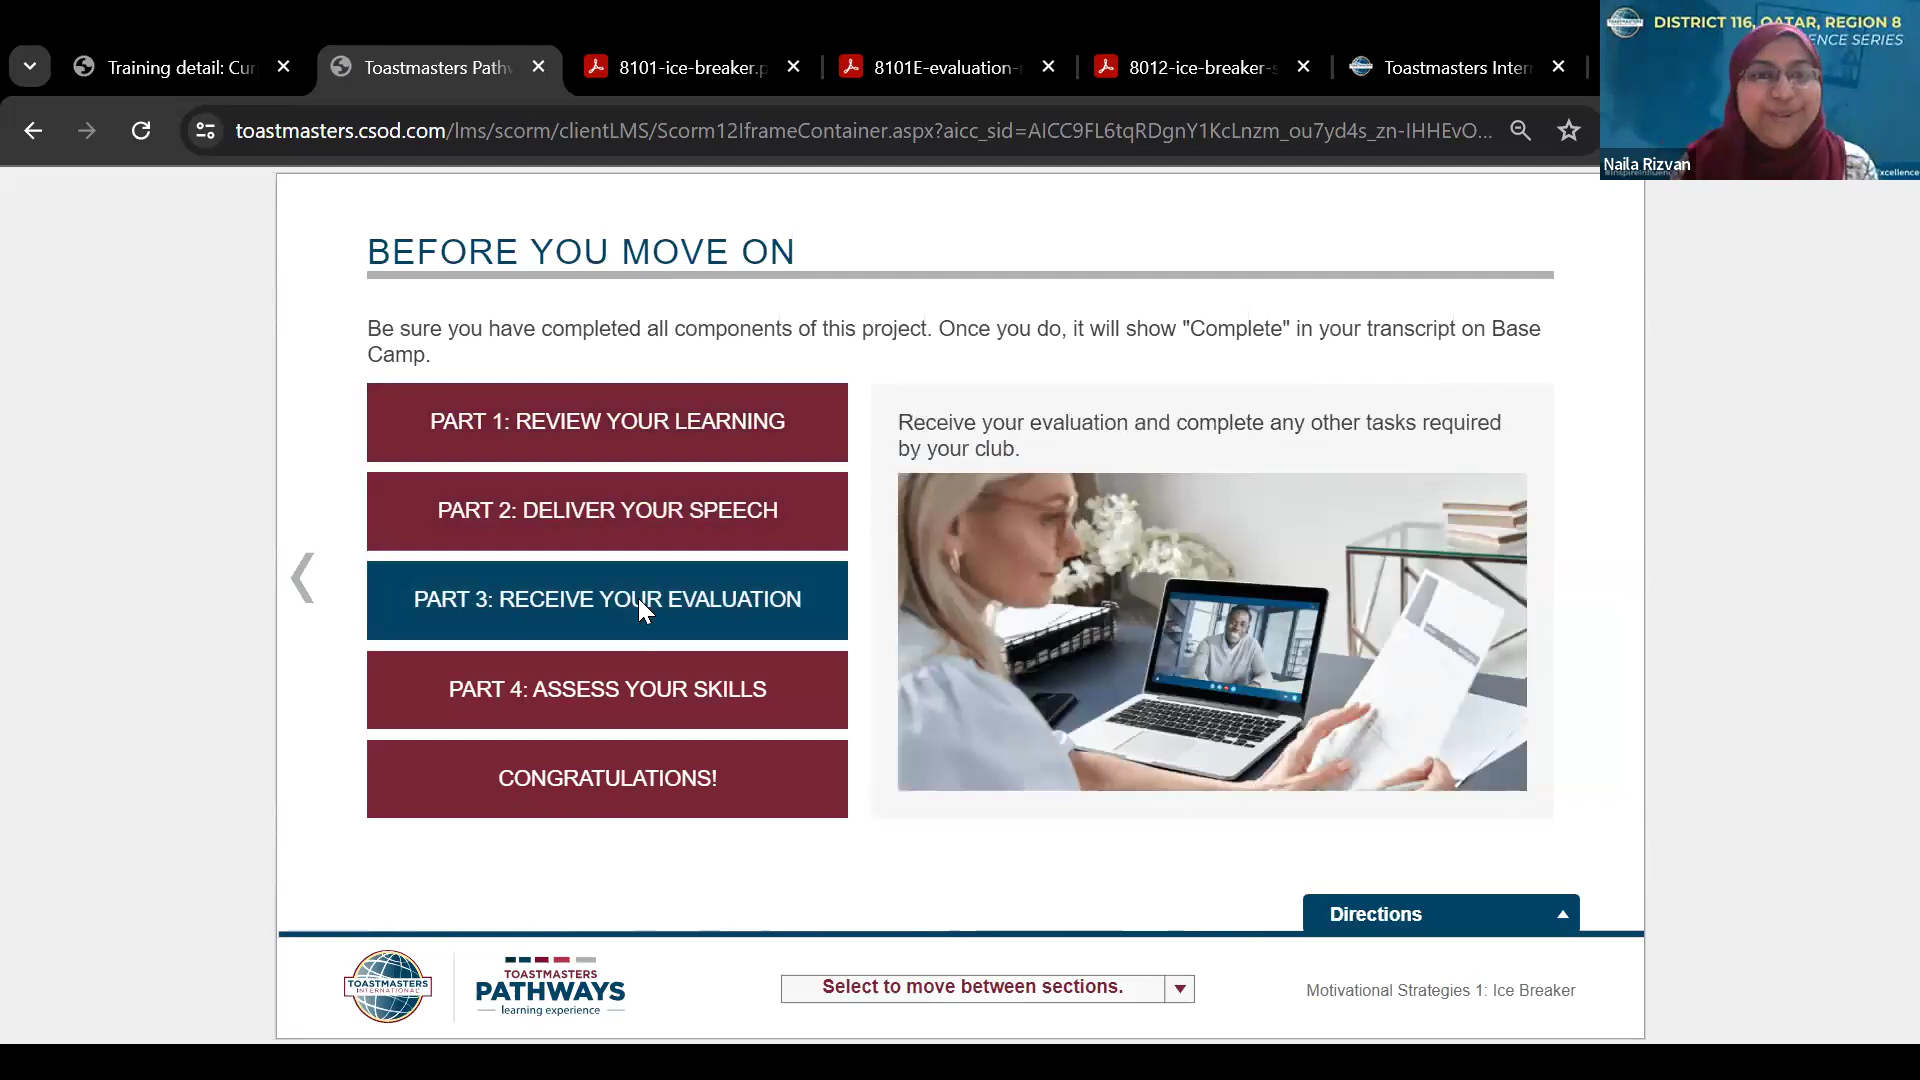 Training detail: Cur
Toastmasters Path
8101-ice-breaker.p
8101E-evaluation-
8012-ice-breaker-s
Toastmasters Inter
toastmasters.csod.com/lms/scorm/clientLMS/Scorm12IframeContainer.aspx?aicc_sid=AICC9FL6tqRDgnY1KcLnzm_ou7yd4s_zn-IHHEvO...
DISTRICT 116, QATAR, REGION 8
ENCE SERIES
Naila Rizvan
xcellence
BEFORE YOU MOVE ON
Be sure you have completed all components of this project. Once you do, it will show "Complete" in your transcript on Base
Camp.
PART 1: REVIEW YOUR LEARNING
PART 2: DELIVER YOUR SPEECH
PART 3: RECEIVE YOUR EVALUATION
PART 4: ASSESS YOUR SKILLS
CONGRATULATIONS!
Receive your evaluation and complete any other tasks required
by your club.
Directions
TOASTMASTERS
INTERNATIONAL
TOASTMASTERS
PATHWAYS
learning experience
Select to move between sections.
Motivational Strategies 1: Ice Breaker